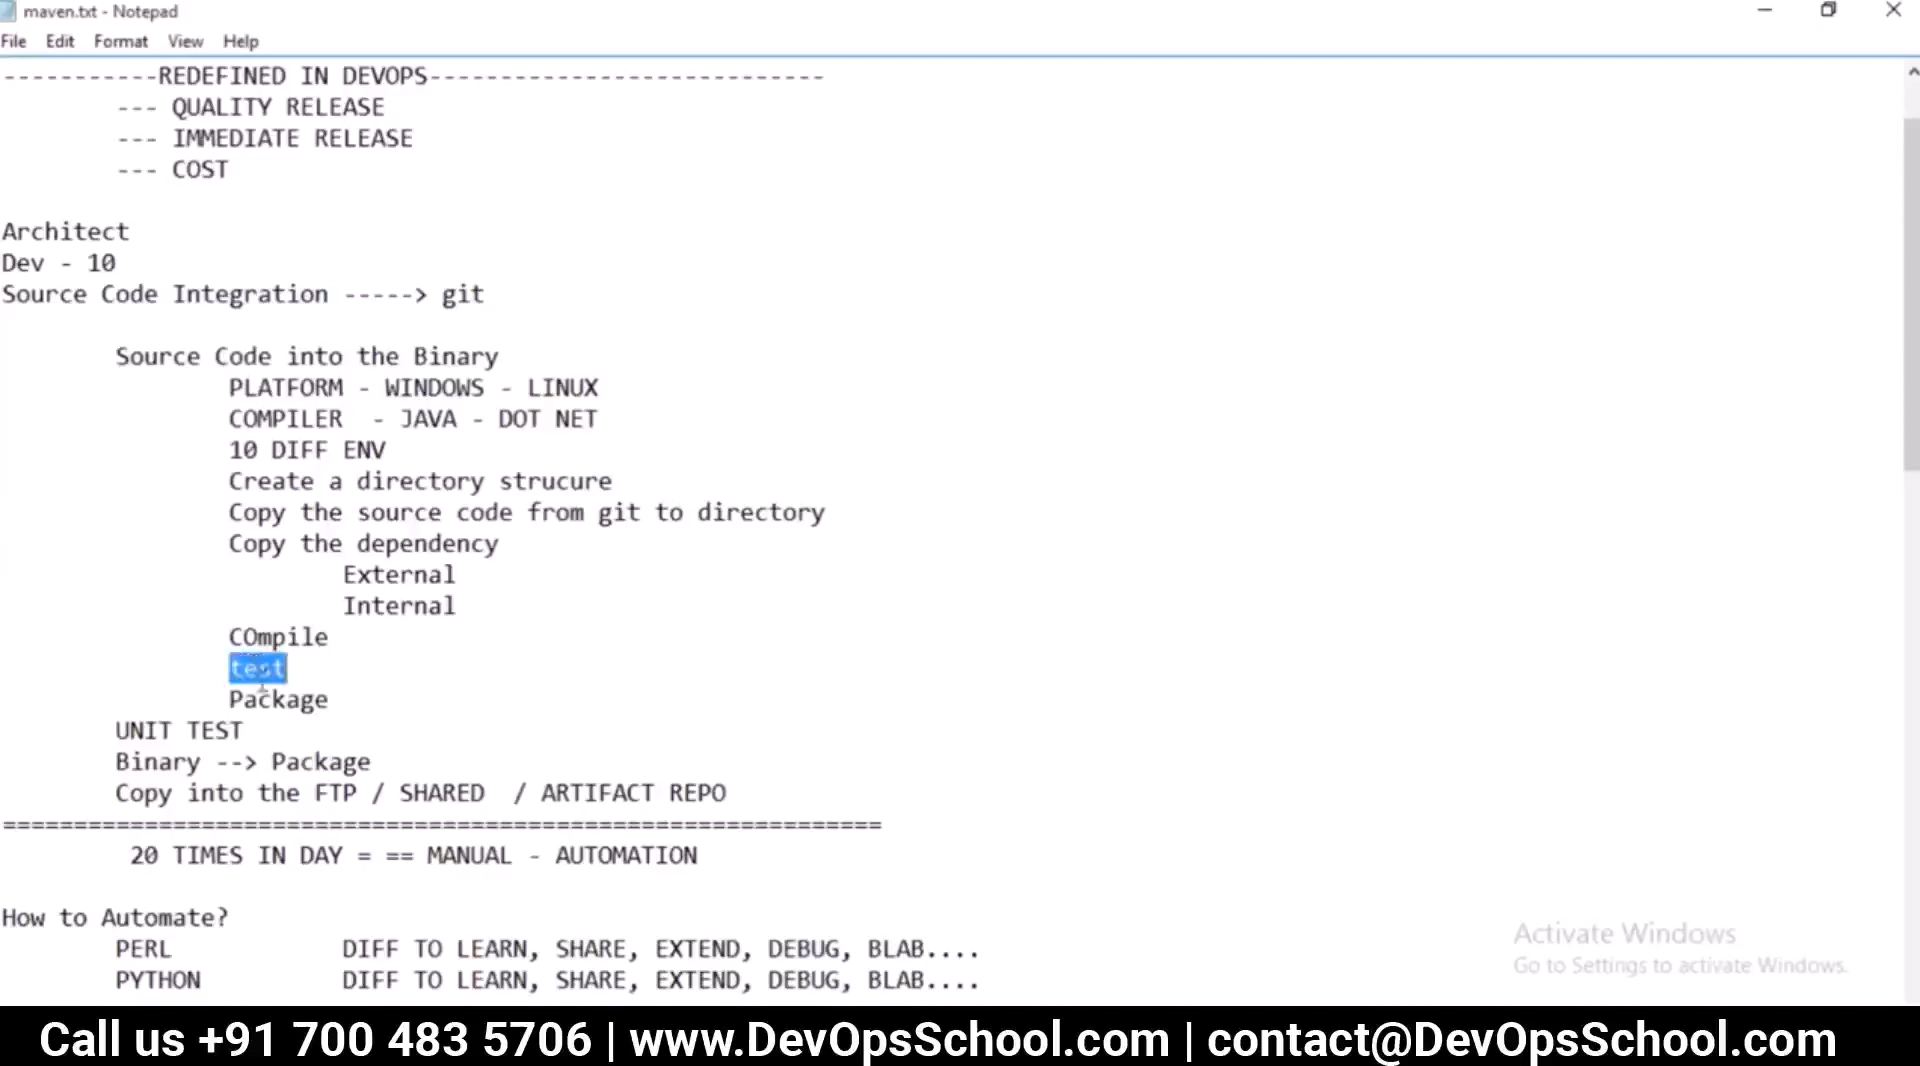 maven.txt - Notepad
File Edit Format View Help
-----------REDEFINED IN DEVOPS----------------------------
--- QUALITY RELEASE
--- IMMEDIATE RELEASE
--- COST
Architect
Dev - 10
Source Code Integration -----> git
Source Code into the Binary
PLATFORM - WINDOWS - LINUX
COMPILER  - JAVA - DOT NET
10 DIFF ENV
Create a directory strucure
Copy the source code from git to directory
Copy the dependency
External
Internal
COmpile
test
Package
UNIT TEST
Binary --> Package
Copy into the FTP / SHARED  / ARTIFACT REPO
==============================================================
20 TIMES IN DAY = == MANUAL - AUTOMATION
How to Automate?
PERL DIFF TO LEARN, SHARE, EXTEND, DEBUG, BLAB....
PYTHON DIFF TO LEARN, SHARE, EXTEND, DEBUG, BLAB....
Activate Windows
Go to Settings to activate Windows.
Call us +91 700 483 5706 | www.DevOpsSchool.com | contact@DevOpsSchool.com